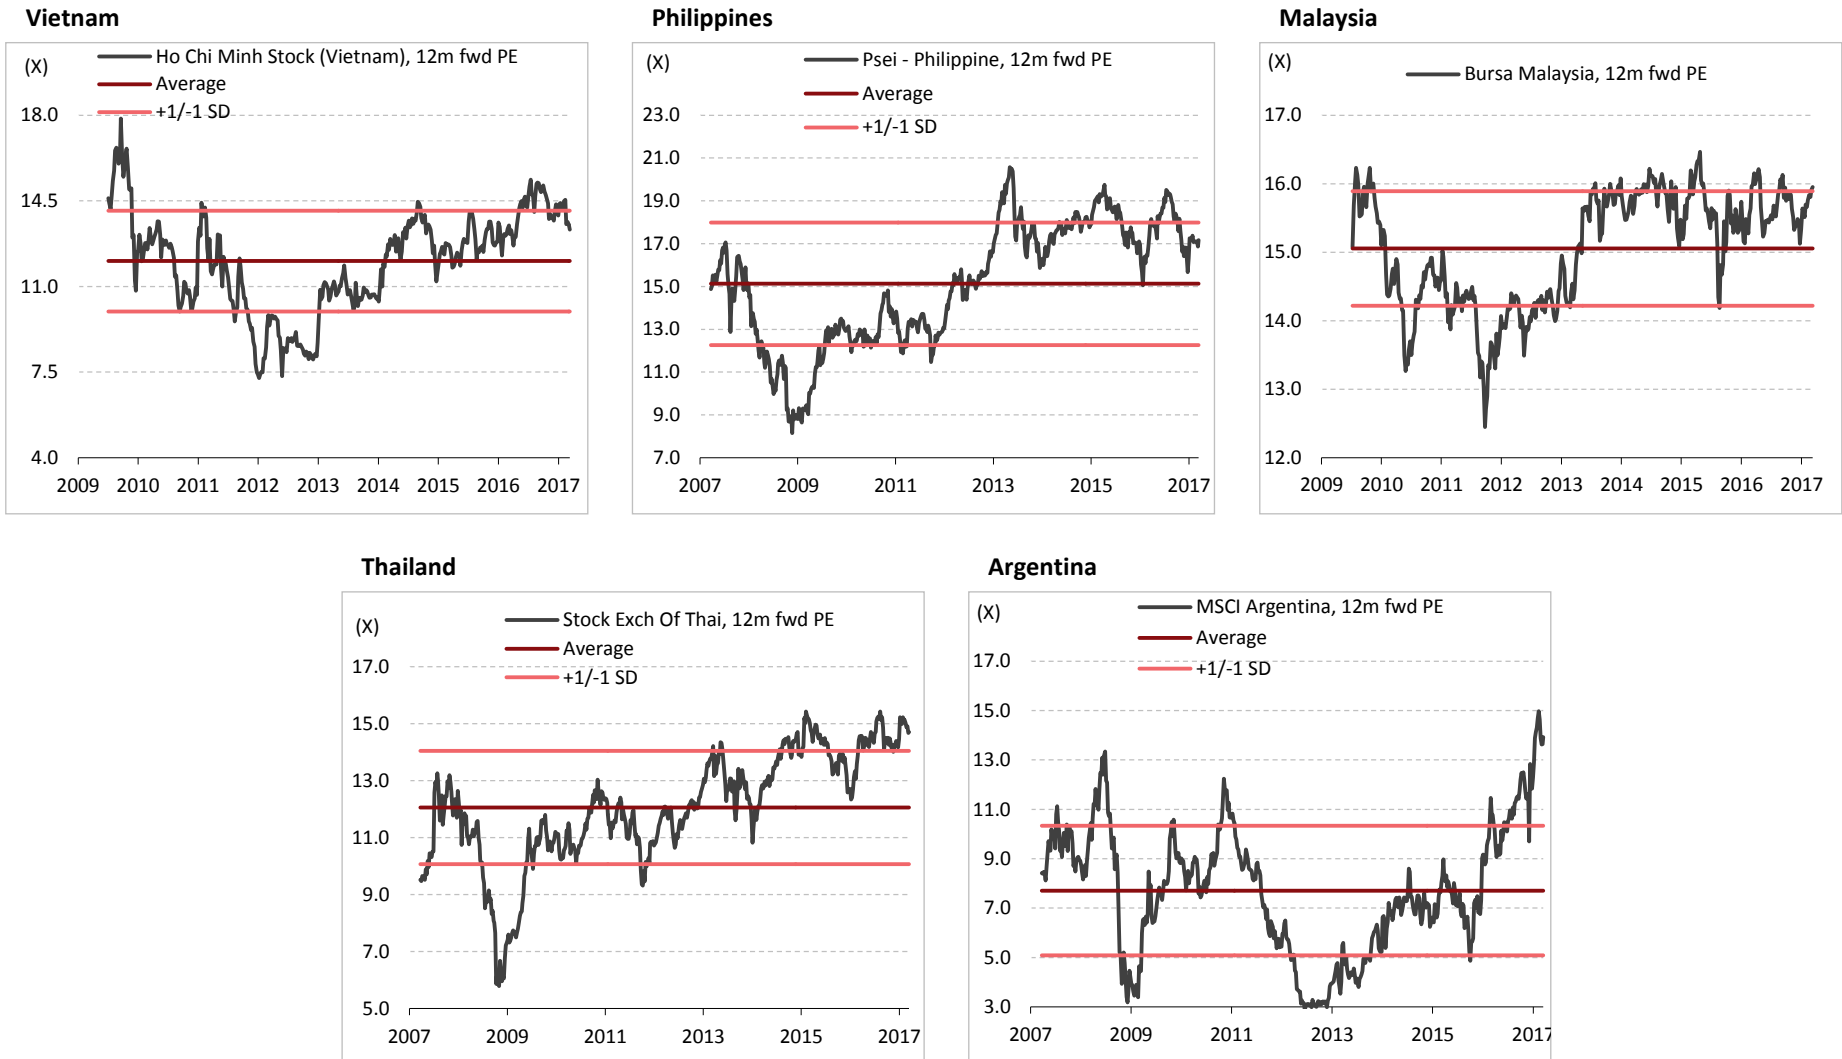 Vietnam
(X)
Ho Chi Minh Stock (Vietnam), 12m fwd PE
Average
+1/-1 SD
18.0
14.5
11.0
7.5
4.0
2009 2010 2011 2012 2013 2014 2015 2016 2017
Philippines
(X)
Psei - Philippine, 12m fwd PE
Average
+1/-1 SD
23.0
21.0
19.0
17.0
15.0
13.0
11.0
9.0
7.0
2007 2009 2011 2013 2015 2017
Malaysia
(X)
Bursa Malaysia, 12m fwd PE
17.0
16.0
15.0
14.0
13.0
12.0
2009 2010 2011 2012 2013 2014 2015 2016 2017
Thailand
(X)
Stock Exch Of Thai, 12m fwd PE
Average
+1/-1 SD
17.0
15.0
13.0
11.0
9.0
7.0
5.0
2007 2009 2011 2013 2015 2017
Argentina
(X)
MSCI Argentina, 12m fwd PE
Average
+1/-1 SD
17.0
15.0
13.0
11.0
9.0
7.0
5.0
3.0
2007 2009 2011 2013 2015 2017